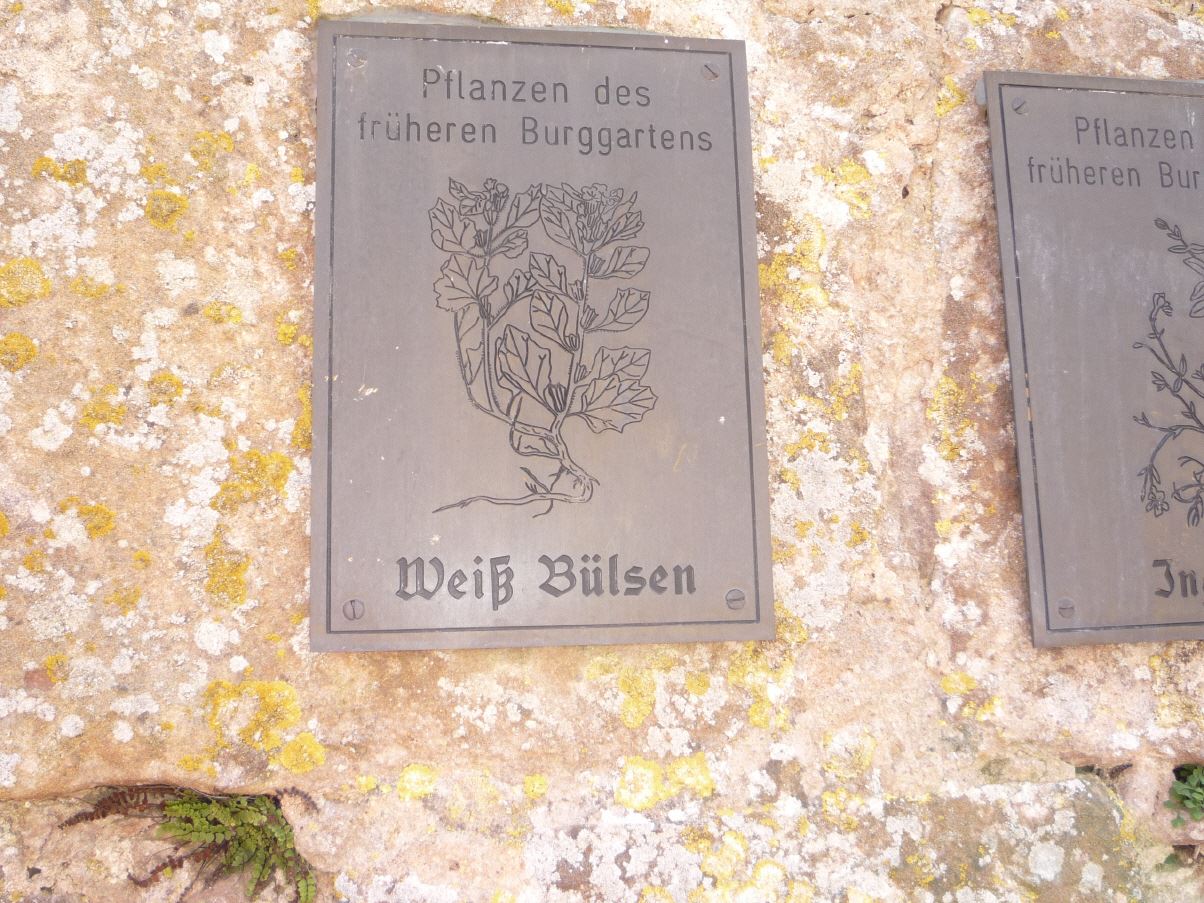 Pflanzen des
früheren Burggartens
Weiß Bülsen
Pflanzen
früheren